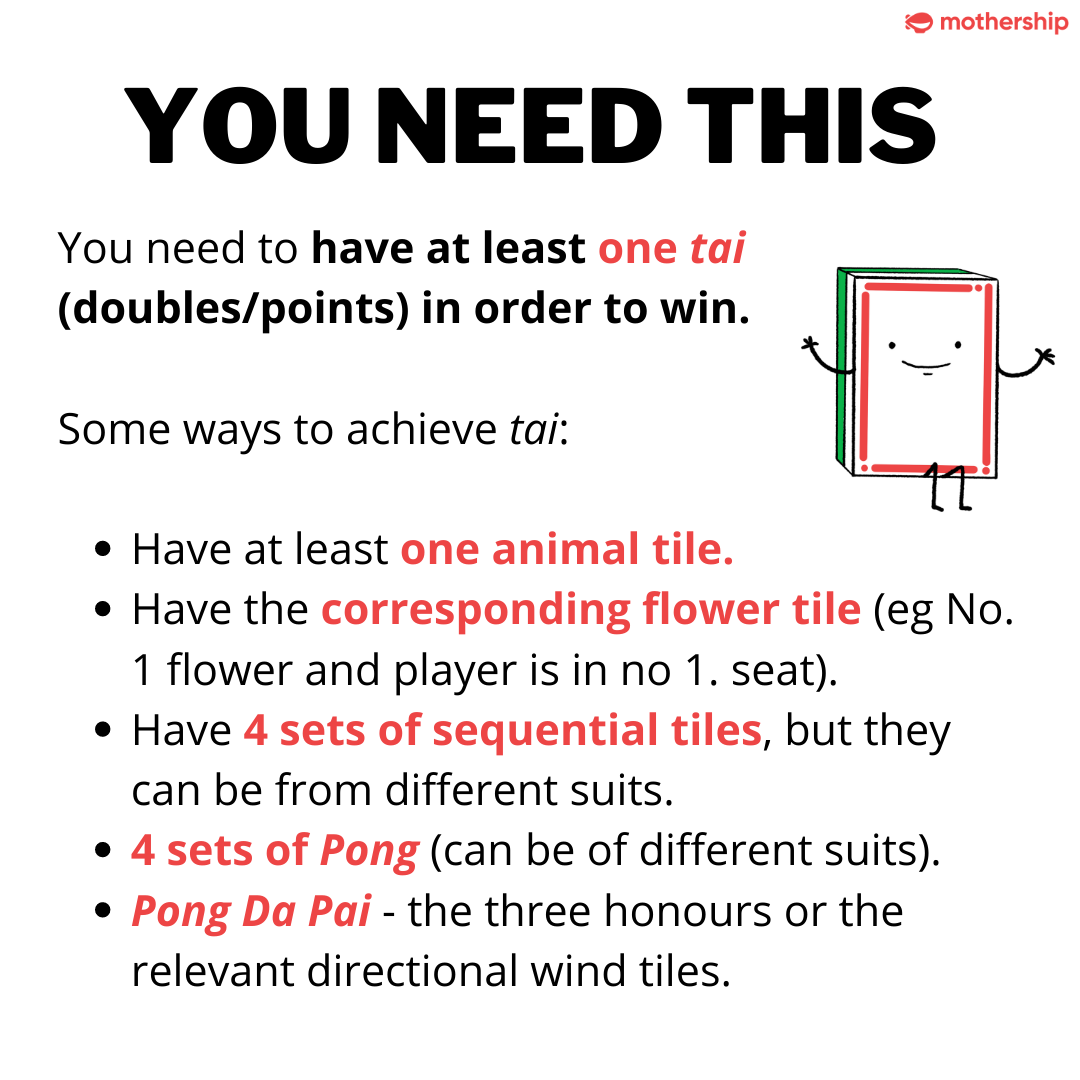 mothership
YOU NEED THIS
You need to have at least one tai
(doubles/points) in order to win.
Some ways to achieve tai:
• Have at least one animal tile.
• Have the corresponding flower tile (eg No.
1 flower and player is in no 1. seat).
• Have 4 sets of sequential tiles, but they
can be from different suits.
• 4 sets of Pong (can be of different suits).
• Pong Da Pai - the three honours or the
relevant directional wind tiles.